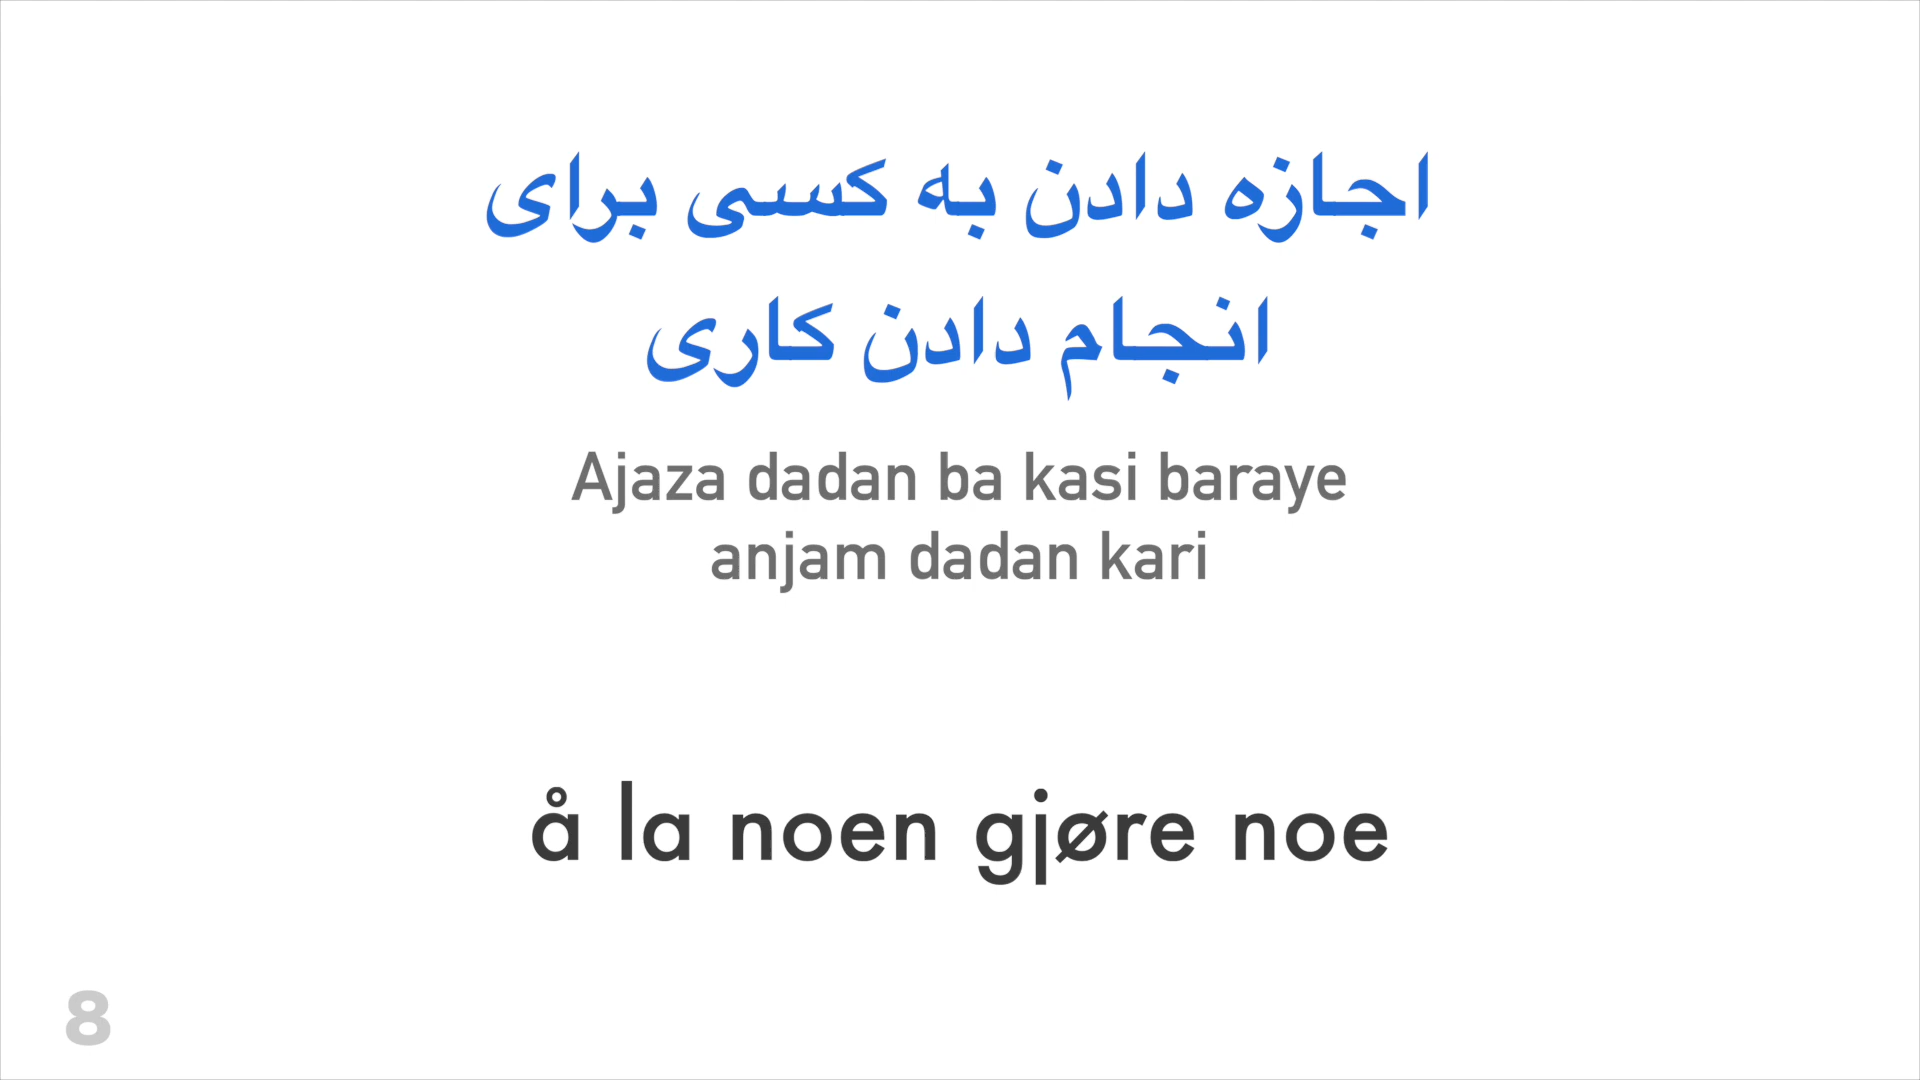 اجازه دادن به کسی برای
انجام دادن کاری
Ajaza dadan ba kasi baraye
anjam dadan kari
å la noen gjøre noe
8